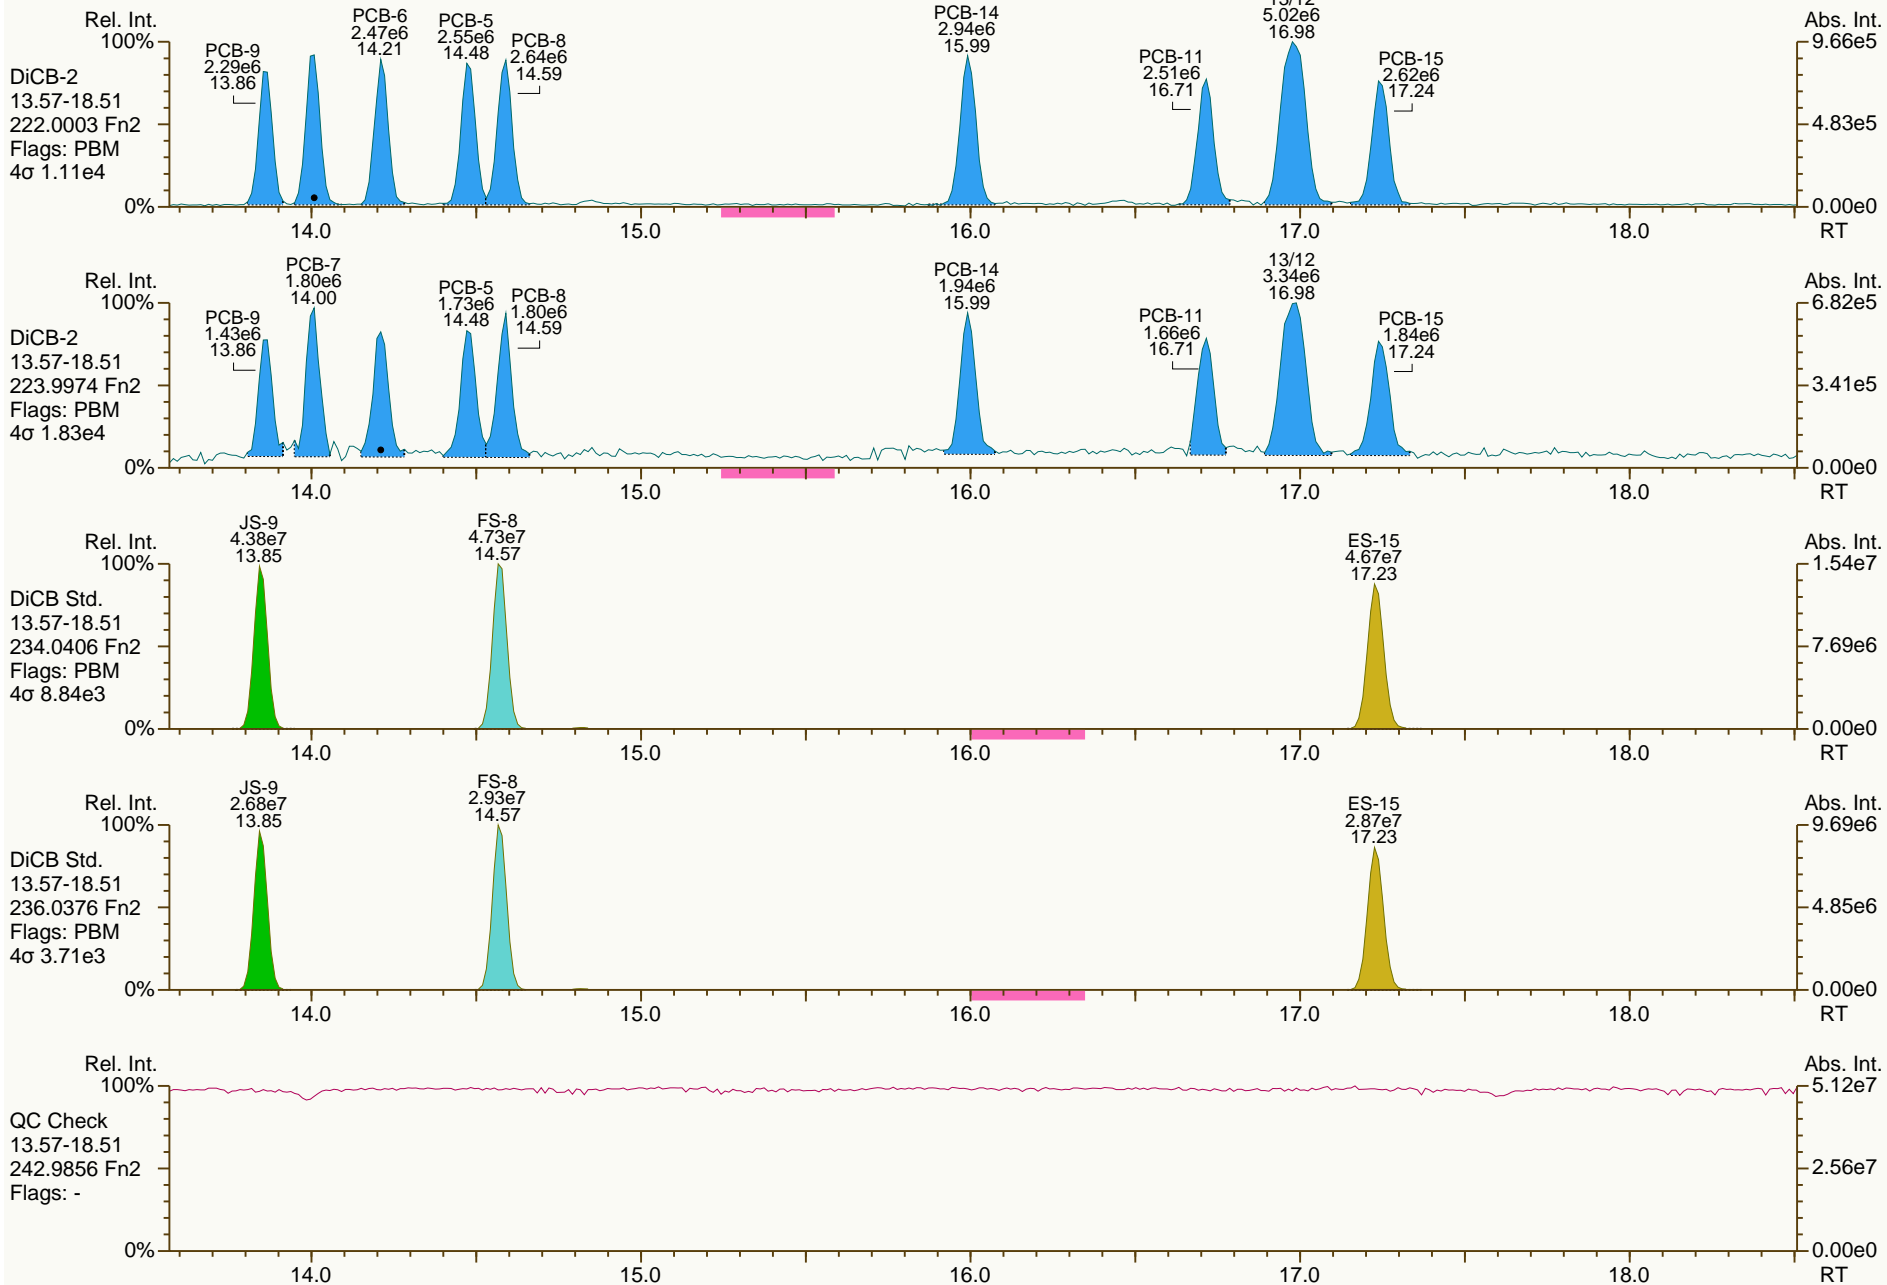 Rel. Int.
100%
0%
DiCB-2
13.57-18.51
222.0003 Fn2
Flags: PBM
4σ 1.11e4
PCB-9
2.29e6
13.86
PCB-6
2.47e6
14.21
PCB-5
2.55e6
14.48
PCB-8
2.64e6
14.59
PCB-14
2.94e6
15.99
PCB-11
2.51e6
16.71
13/12
5.02e6
16.98
PCB-15
2.62e6
17.24
Abs. Int.
9.66e5
4.83e5
0.00e0
14.0 15.0 16.0 17.0 18.0 RT
Rel. Int.
100%
0%
DiCB-2
13.57-18.51
223.9974 Fn2
Flags: PBM
4σ 1.83e4
PCB-9
1.43e6
13.86
PCB-7
1.80e6
14.00
PCB-5
1.73e6
14.48
PCB-8
1.80e6
14.59
PCB-14
1.94e6
15.99
PCB-11
1.66e6
16.71
13/12
3.34e6
16.98
PCB-15
1.84e6
17.24
Abs. Int.
6.82e5
3.41e5
0.00e0
14.0 15.0 16.0 17.0 18.0 RT
Rel. Int.
100%
0%
DiCB Std.
13.57-18.51
234.0406 Fn2
Flags: PBM
4σ 8.84e3
JS-9
4.38e7
13.85
FS-8
4.73e7
14.57
ES-15
4.67e7
17.23
Abs. Int.
1.54e7
7.69e6
0.00e0
14.0 15.0 16.0 17.0 18.0 RT
Rel. Int.
100%
0%
DiCB Std.
13.57-18.51
236.0376 Fn2
Flags: PBM
4σ 3.71e3
JS-9
2.68e7
13.85
FS-8
2.93e7
14.57
ES-15
2.87e7
17.23
Abs. Int.
9.69e6
4.85e6
0.00e0
14.0 15.0 16.0 17.0 18.0 RT
Rel. Int.
100%
0%
QC Check
13.57-18.51
242.9856 Fn2
Flags: -
Abs. Int.
5.12e7
2.56e7
0.00e0
14.0 15.0 16.0 17.0 18.0 RT